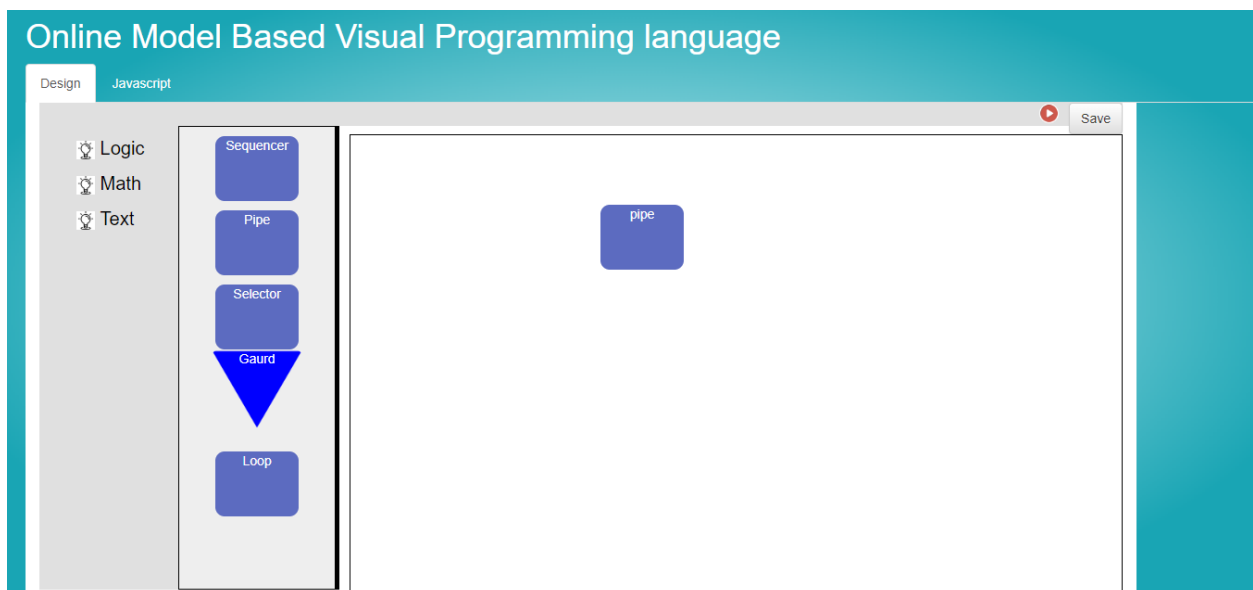 Online Model Based Visual Programming language
Design
Javascript
Save
Logic
Math
Text
Sequencer
Pipe
Selector
Gaurd
Loop
pipe